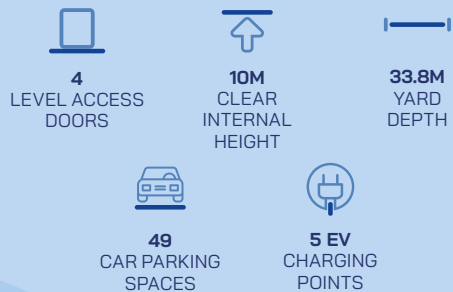 4
LEVEL ACCESS
DOORS
10M
CLEAR
INTERNAL
HEIGHT
33.8M
YARD
DEPTH
49
CAR PARKING
SPACES
5 EV
CHARGING
POINTS